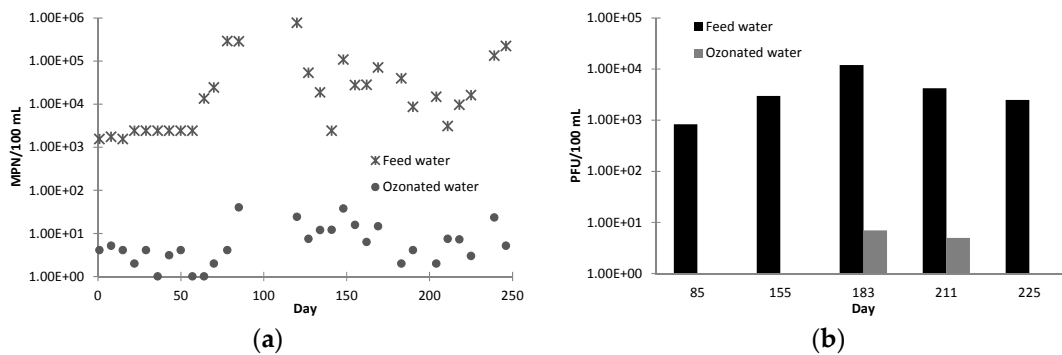 1.00E+06
1.00E+05
1.00E+04
1.00E+03
1.00E+02
1.00E+01
1.00E+00
MPN/100 mL
Feed water
Ozonated water
0 50 100 150 200 250
Day
(a)
1.00E+05
1.00E+04
1.00E+03
1.00E+02
1.00E+01
1.00E+00
PFU/100 mL
Feed water
Ozonated water
85 155 183 211 225
Day
(b)